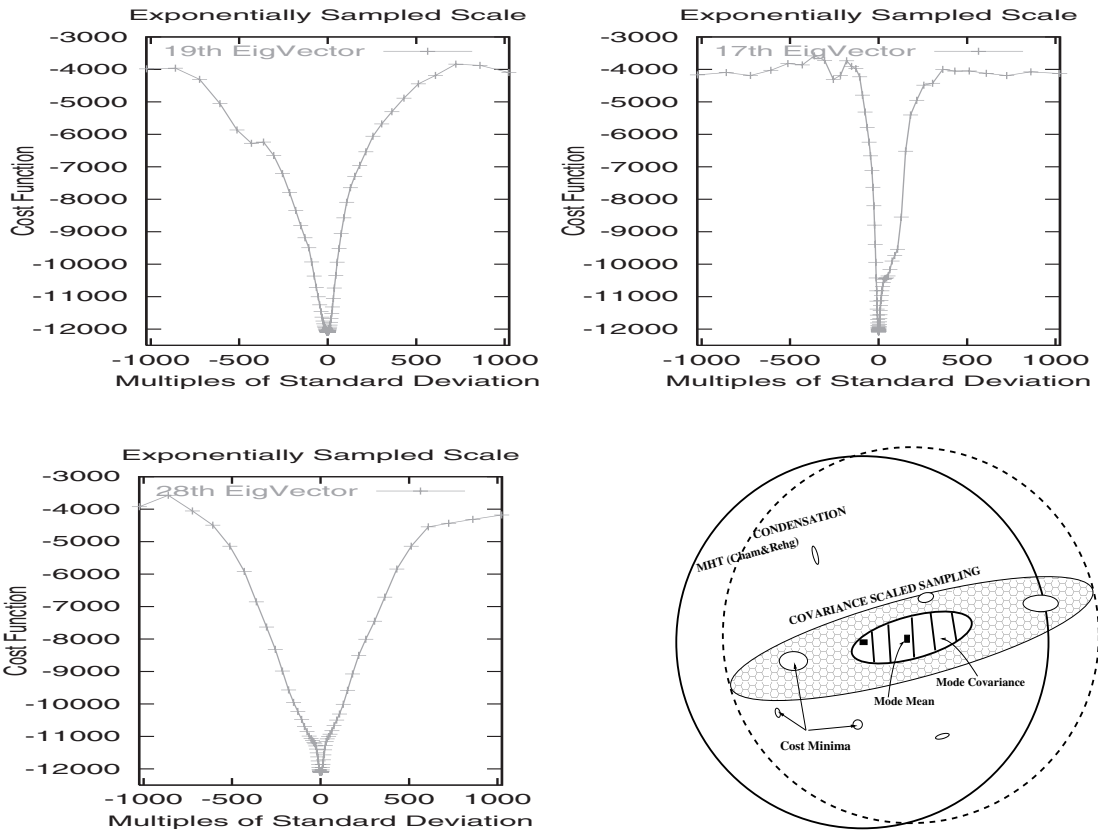 Exponentially Sampled Scale
19th EigVector
-3000
-4000
-5000
-6000
-7000
-8000
-9000
-10000
-11000
-12000
Cost Function
-1000 -500 0 500 1000
Multiples of Standard Deviation
Exponentially Sampled Scale
17th EigVector
-3000
-4000
-5000
-6000
-7000
-8000
-9000
-10000
-11000
-12000
Cost Function
-1000 -500 0 500 1000
Multiples of Standard Deviation
Exponentially Sampled Scale
28th EigVector
-3000
-4000
-5000
-6000
-7000
-8000
-9000
-10000
-11000
-12000
Cost Function
-1000 -500 0 500 1000
Multiples of Standard Deviation
CONDENSATION
MHT (Cham&Rehg)
COVARIANCE SCALED SAMPLING
Mode Covariance
Mode Mean
Cost Minima